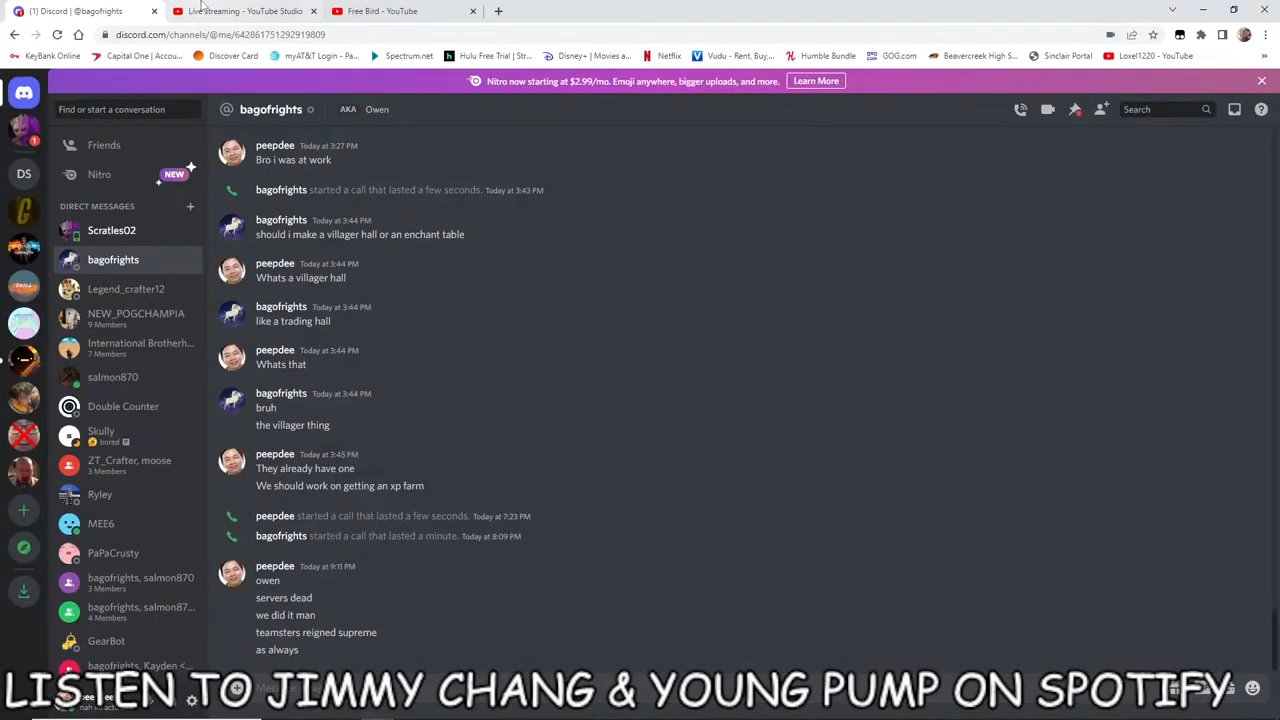 (1) Discord | @bagofrights
Live streaming - YouTube Studio
Free Bird - YouTube
discord.com/channels/@me/642861751292919809
KeyBank Online
Capital One (Accou...
Discover Card
myAT&T Login - Pa...
Spectrum.net
Hulu Free Trial | Str...
Disney+ | Movies a...
Netflix
Vudu - Rent, Buy,...
Humble Bundle
GOG.com
Beavercreek High S...
Sinclair Portal
Loxel1220 - YouTube
Nitro now starting at $2.99/mo. Emoji anywhere, bigger uploads, and more.
Learn More
Find or start a conversation
bagofrights
AKA
Owen
Search
Friends
Nitro
NEW
DIRECT MESSAGES
1
DS
Scratles02
bagofrights
Legend_crafter12
NEW_POGCHAMPIA
9 Members
International Brotherh...
7 Members
salmon870
Double Counter
Skully
bored
ZT_Crafter, moose
3 Members
Ryley
MEE6
PaPaCrusty
bagofrights, salmon870
3 Members
bagofrights, salmon87...
4 Members
GearBot
bagofrights, Kayden <...
peepdee Today at 3:27 PM
Bro i was at work
bagofrights started a call that lasted a few seconds. Today at 3:43 PM
bagofrights Today at 3:44 PM
should i make a villager hall or an enchant table
peepdee Today at 3:44 PM
Whats a villager hall
bagofrights Today at 3:44 PM
like a trading hall
peepdee Today at 3:44 PM
Whats that
bagofrights Today at 3:44 PM
bruh
the villager thing
peepdee Today at 3:45 PM
They already have one
We should work on getting an xp farm
peepdee started a call that lasted a few seconds. Today at 7:23 PM
bagofrights started a call that lasted a minute. Today at 8:09 PM
peepdee Today at 9:11 PM
owen
servers dead
we did it man
teamsters reigned supreme
as always
LISTEN TO JIMMY CHANG & YOUNG PUMP ON SPOTIFY